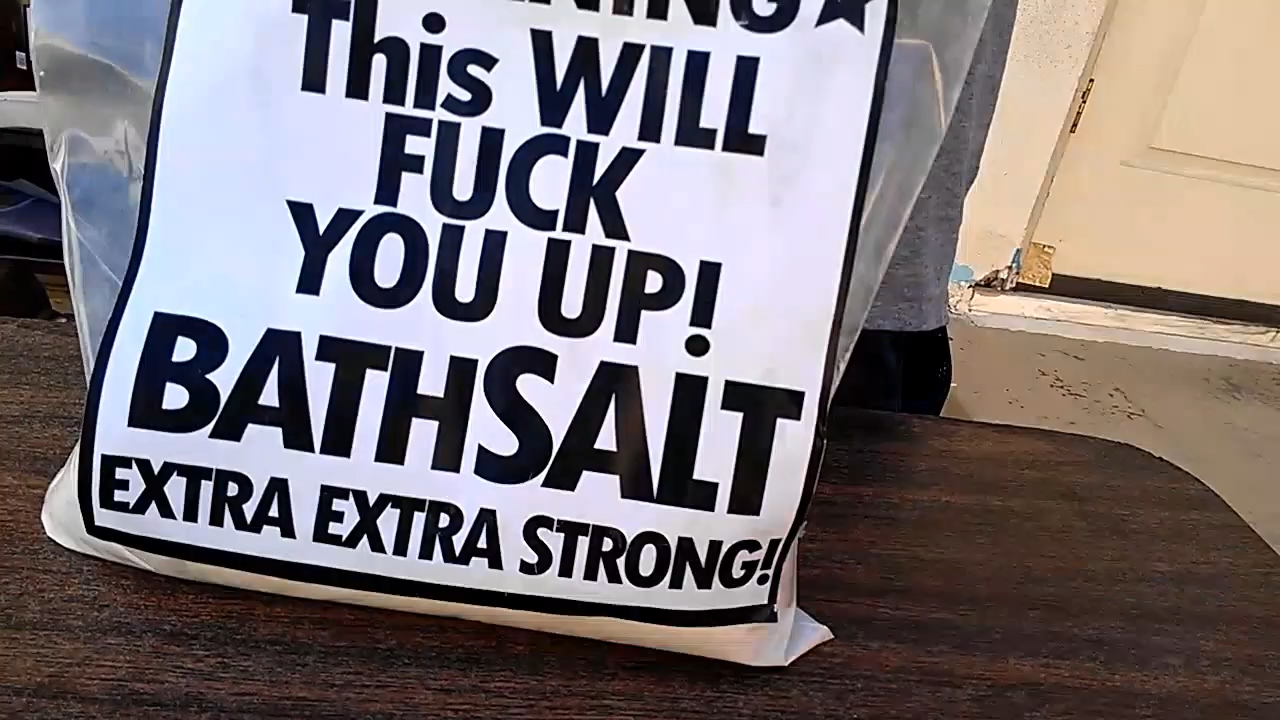 This WILL
FUCK
YOU UP!
BATHSALT
EXTRA EXTRA STRONG!